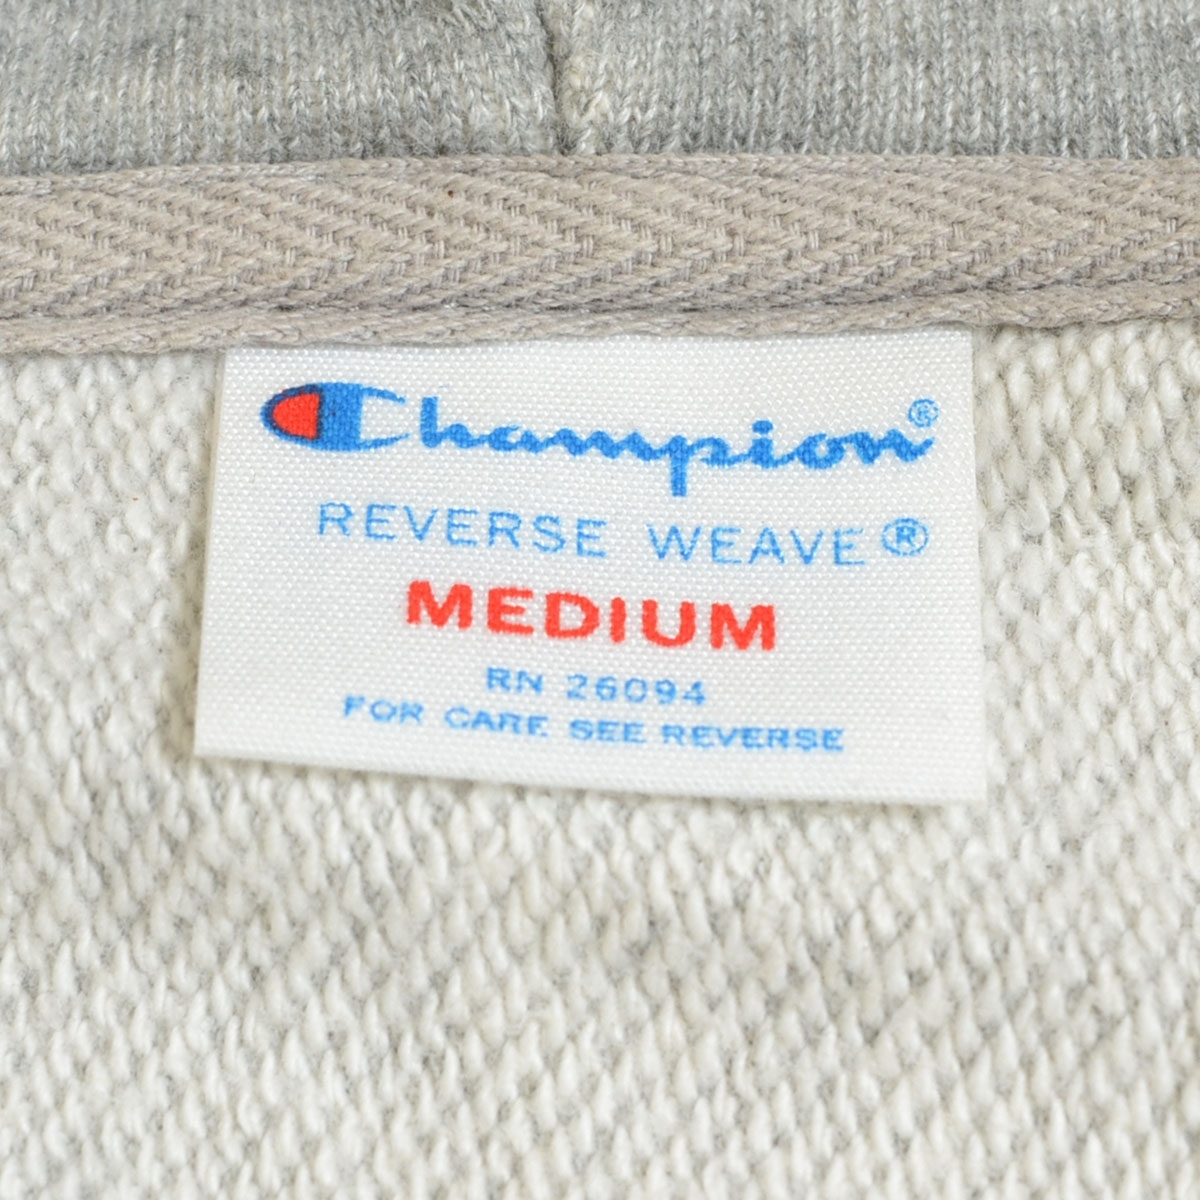 Champion®
REVERSE WEAVE®
MEDIUM
RN 26094
FOR CARE SEE REVERSE